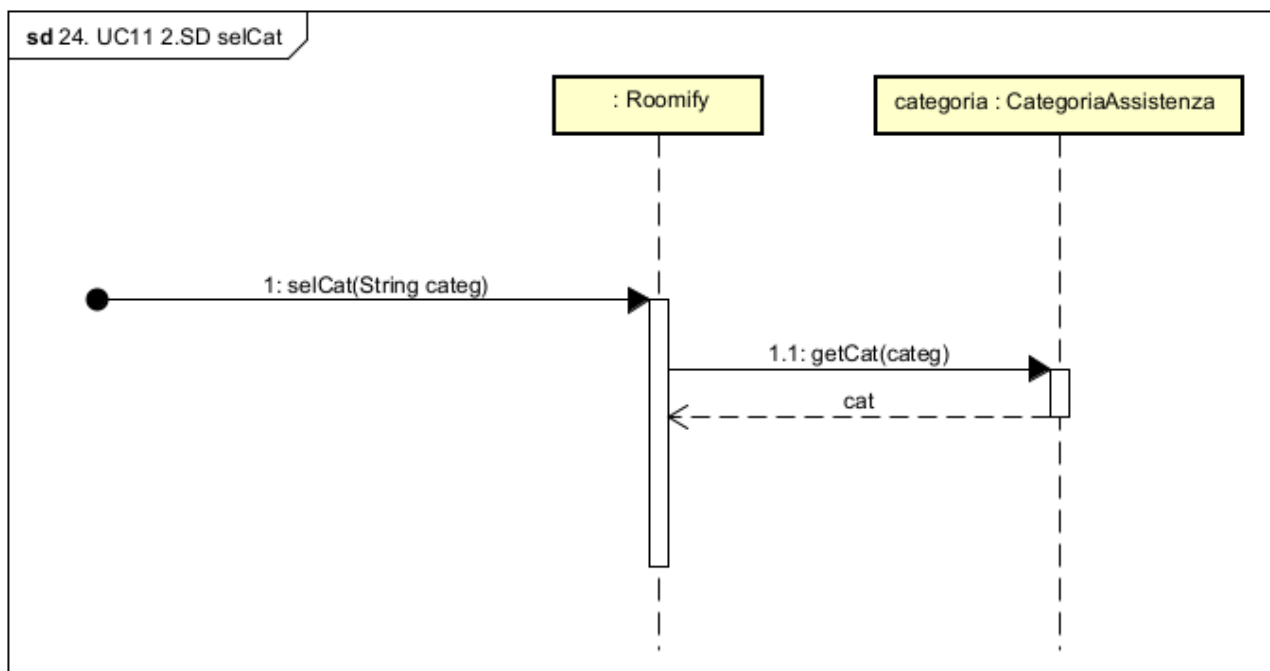 sd 24. UC11 2.SD selCat
: Roomify
categoria : CategoriaAssistenza
1: selCat(String categ)
1.1: getCat(categ)
cat